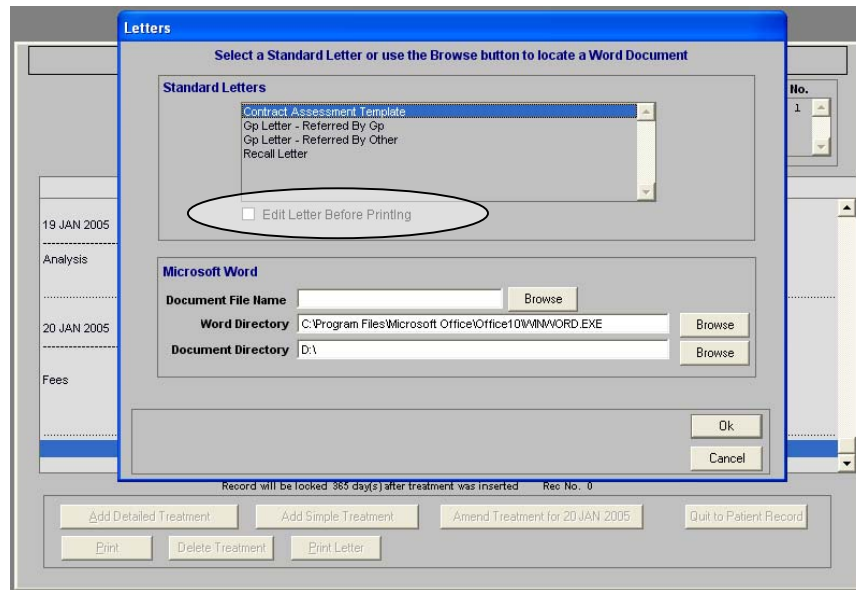 Letters
Select a Standard Letter or use the Browse button to locate a Word Document
Standard Letters
No.
Contract Assessment Template
1
Gp Letter - Referred By Gp
Gp Letter - Referred By Other
Recall Letter
Edit Letter Before Printing
19 JAN 2005
Analysis
Microsoft Word
Document File Name
Browse
20 JAN 2005
Word Directory
C:\Program Files\Microsoft Office\Office10\WINWORD.EXE
Browse
Document Directory
D:\
Browse
Fees
Ok
Cancel
Record will be locked 365 day(s) after treatment was inserted Rec No. 0
Add Detailed Treatment
Add Simple Treatment
Amend Treatment for 20 JAN 2005
Quit to Patient Record
Print
Delete Treatment
Print Letter